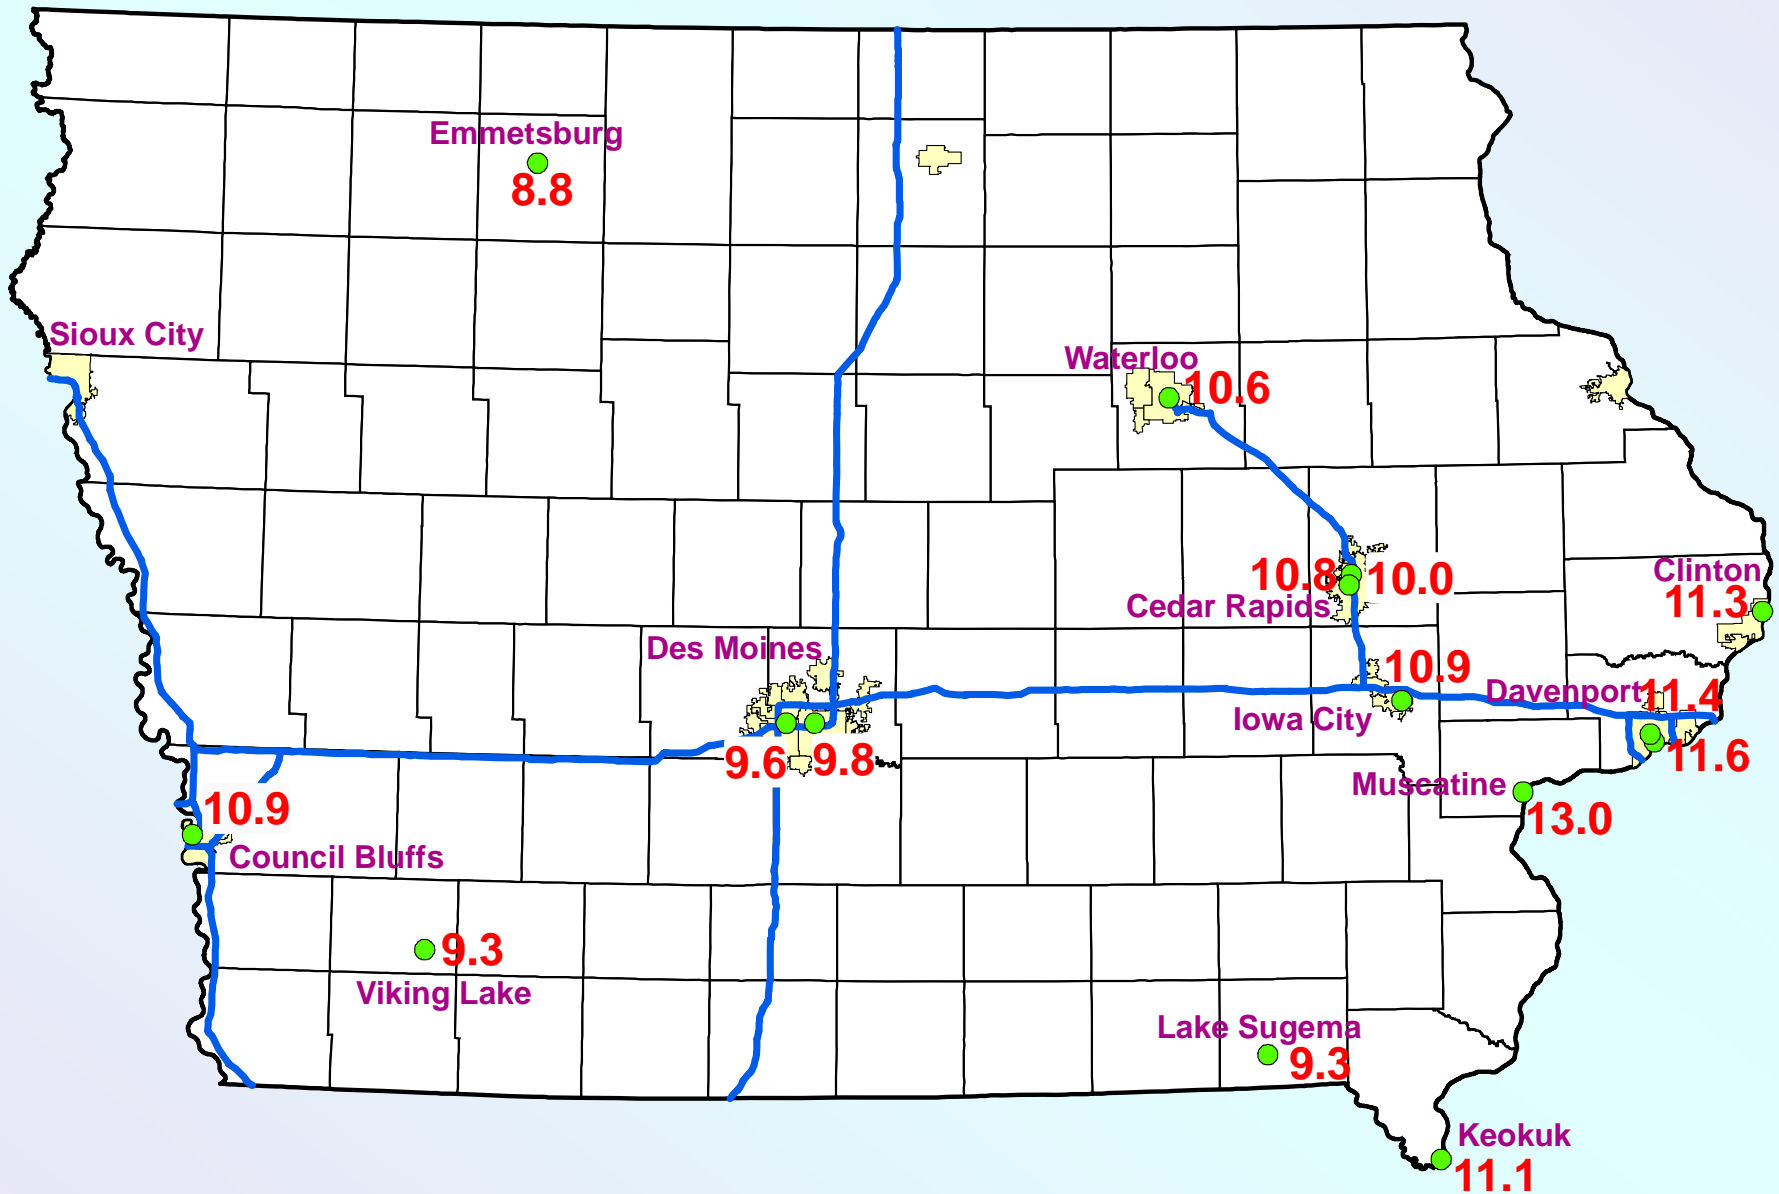 Emmetsburg
8.8
Sioux City
Waterloo
10.6
10.8
10.0
Cedar Rapids
Clinton
11.3
Des Moines
10.9
Iowa City
Davenport
11.4
9.6
9.8
11.6
Muscatine
13.0
10.9
Council Bluffs
9.3
Viking Lake
Lake Sugema
9.3
Keokuk
11.1